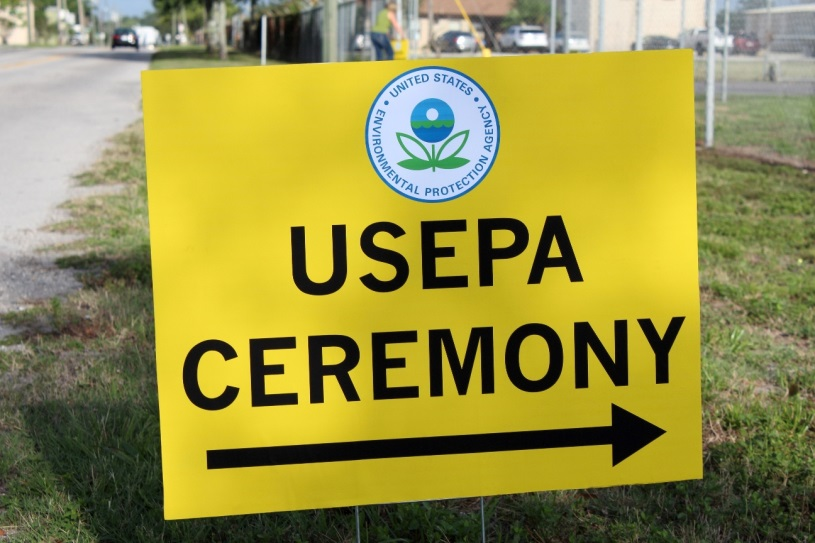 UNITED STATES
ENVIRONMENTAL PROTECTION AGENCY
USEPA
CEREMONY